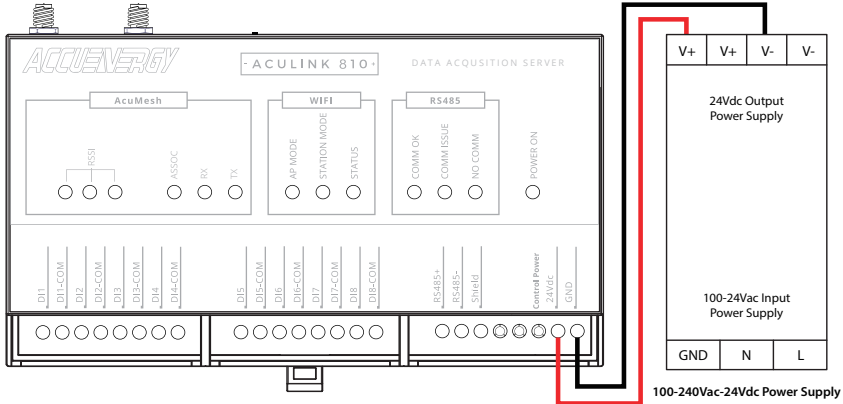 V+ V+ V- V-
ACCUENERGY
ACULINK 810
DATA ACQUSITION SERVER
24Vdc Output
Power Supply
AcuMesh
WIFI
RS485
RSSI
ASSOC
RX
TX
AP MODE
STATION MODE
STATUS
COMM OK
COMM ISSUE
NO COMM
POWER ON
DI1
DI1-COM
DI2
DI2-COM
DI3
DI3-COM
DI4
DI4-COM
DI5
DI5-COM
DI6
DI6-COM
DI7
DI7-COM
DI8
DI8-COM
RS485+
RS485-
Shield
Control Power
24Vdc
GND
100-24Vac Input
Power Supply
GND N L
100-240Vac-24Vdc Power Supply